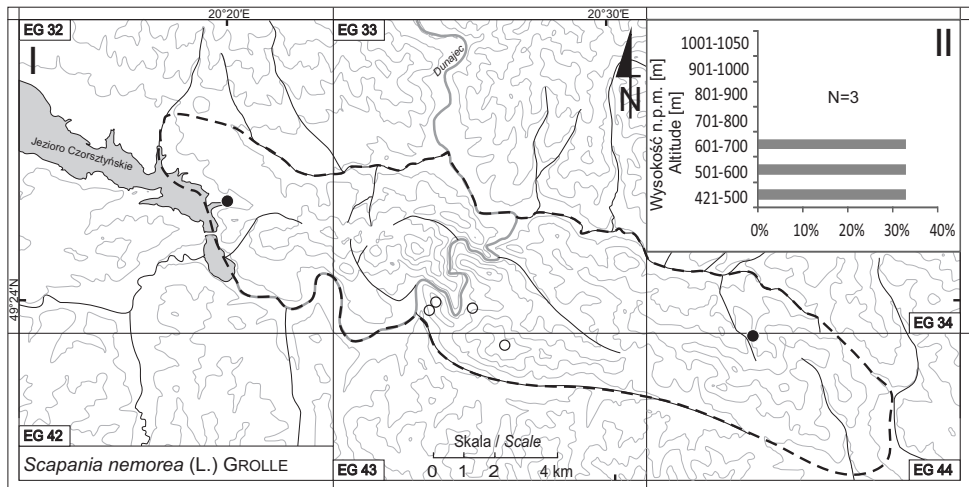 20°20'E 20°30'E
EG 32 EG 33
I II
Dunajec
N
Jezioro Czorsztyńskie
49°24'N
Wysokość n.p.m. [m]
Altitude [m]
1001-1050
901-1000
801-900
701-800
601-700
501-600
421-500
N=3
0% 10% 20% 30% 40%
EG 34
EG 42
Scapania nemorea (L.) GROLLE
EG 43
Skala / Scale
0 1 2 4 km
EG 44